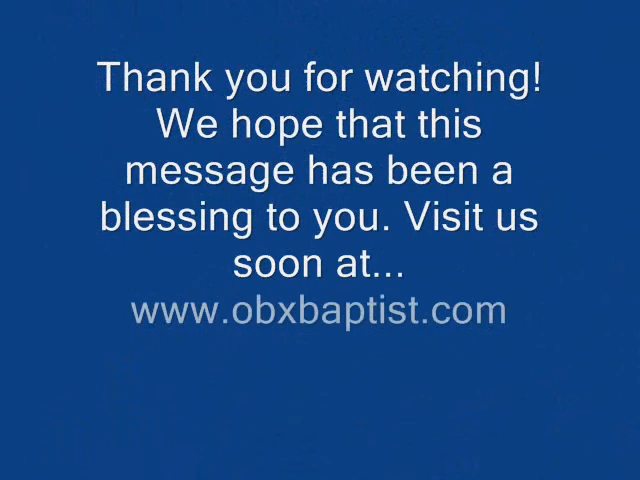 Thank you for watching!
We hope that this
message has been a
blessing to you. Visit us
soon at...
www.obxbaptist.com